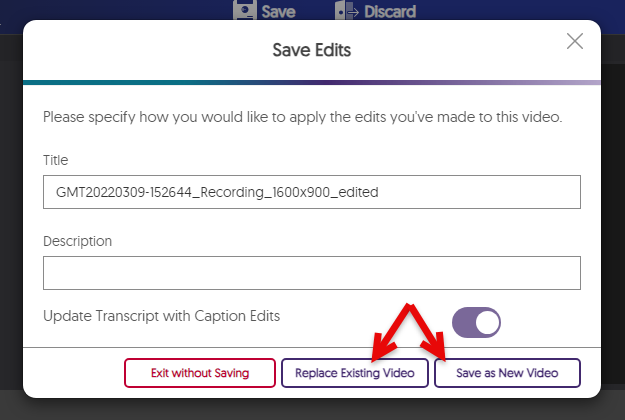 Save Discard
Save Edits
Please specify how you would like to apply the edits you've made to this video.
Title
GMT20220309-152644_Recording_1600x900_edited
Description
Update Transcript with Caption Edits
Exit without Saving Replace Existing Video Save as New Video